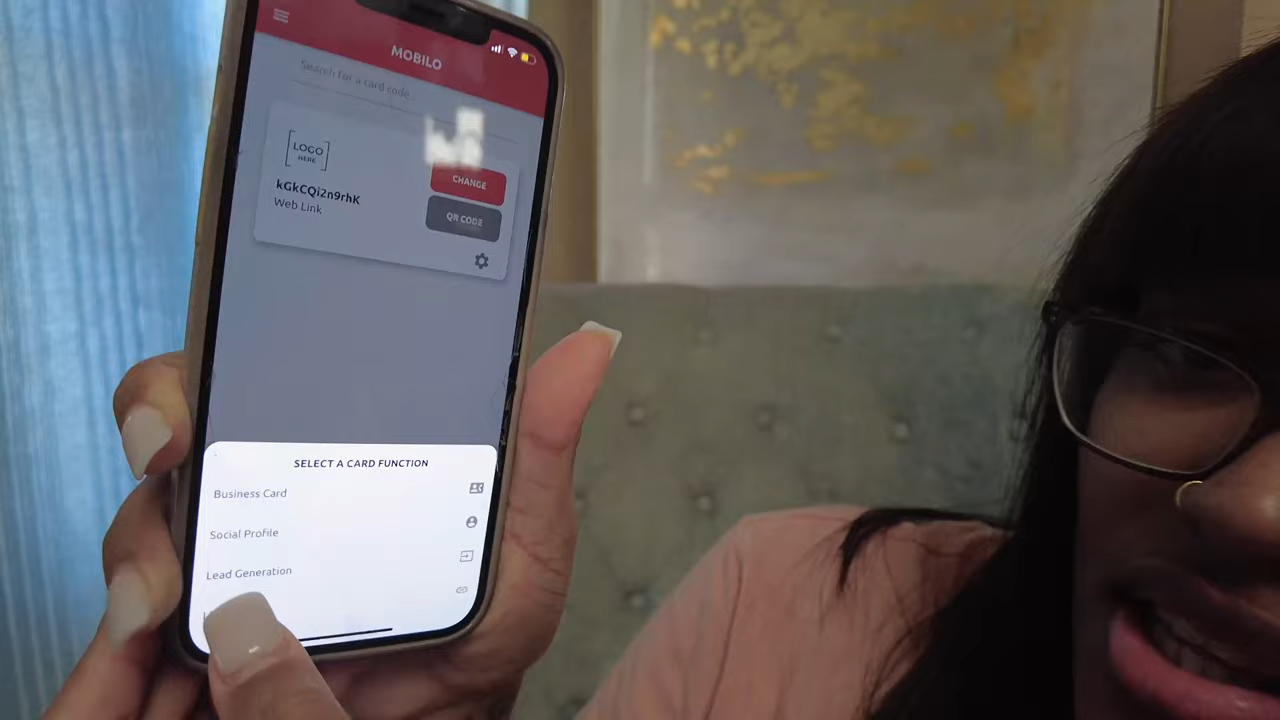 MOBILO
Search for a card code...
LOGO
HERE
kGkCQi2n9rhK
Web Link
CHANGE
QR CODE
SELECT A CARD FUNCTION
Business Card
Social Profile
Lead Generation